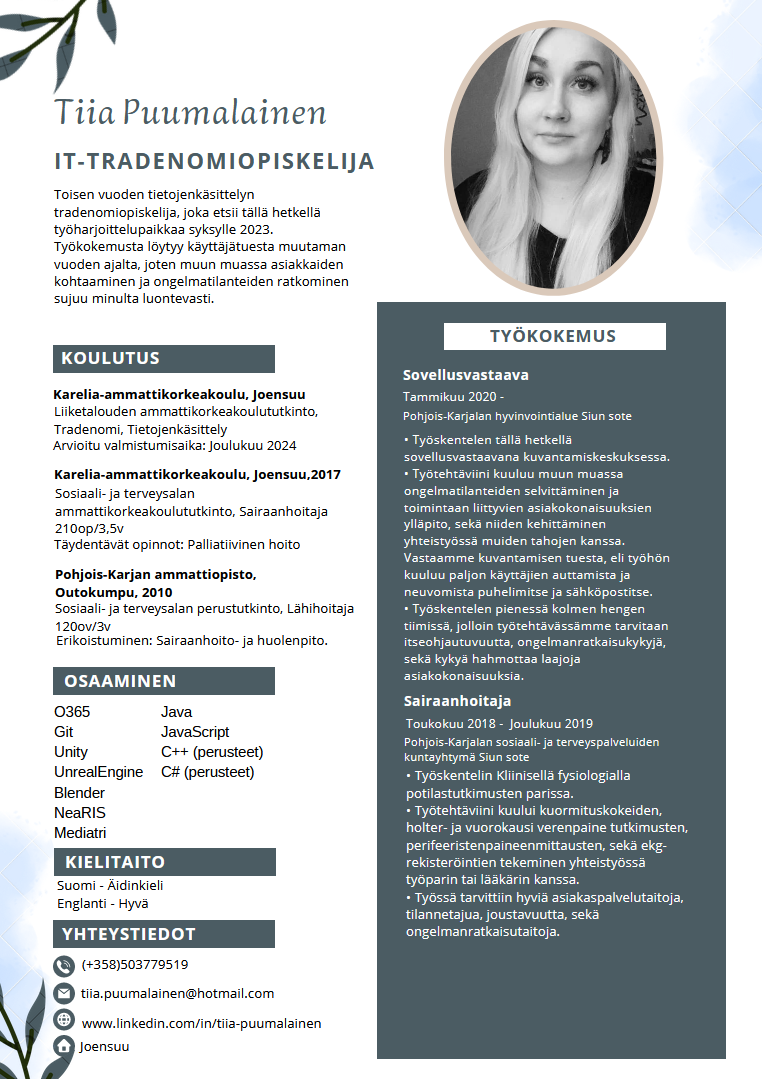 Tiia Puumalainen
IT-TRADENOMIOPISKELIJA
Toisen vuoden tietojenkäsittelyn
tradenomiopiskelija, joka etsii tällä hetkellä
työharjoittelupaikkaa syksylle 2023.
Työkokemusta löytyy käyttäjätuesta muutaman
vuoden ajalta, joten muun muassa asiakkaiden
kohtaaminen ja ongelmatilanteiden ratkominen
sujuu minulta luontevasti.
KOULUTUS
Karelia-ammattikorkeakoulu, Joensuu
Liiketalouden ammattikorkeakoulututkinto,
Tradenomi, Tietojenkäsittely
Arvioitu valmistumisaika: Joulukuu 2024
Karelia-ammattikorkeakoulu, Joensuu,2017
Sosiaali- ja terveysalan
ammattikorkeakoulututkinto, Sairaanhoitaja
210op/3,5v
Täydentävät opinnot: Palliatiivinen hoito
Pohjois-Karjan ammattiopisto,
Outokumpu, 2010
Sosiaali- ja terveysalan perustutkinto, Lähihoitaja
120ov/3v
Erikoistuminen: Sairaanhoito- ja huolenpito.
OSAAMINEN
O365
Git
Unity
UnrealEngine
Blender
NeaRIS
Mediatri
Java
JavaScript
C++ (perusteet)
C# (perusteet)
KIELITAITO
Suomi - Äidinkieli
Englanti - Hyvä
YHTEYSTIEDOT
(+358)503779519
tiia.puumalainen@hotmail.com
www.linkedin.com/in/tiia-puumalainen
Joensuu
TYÖKOKEMUS
Sovellusvastaava
Tammikuu 2020 -
Pohjois-Karjalan hyvinvointialue Siun sote
• Työskentelen tällä hetkellä
sovellusvastaavana kuvantamiskeskuksessa.
• Työtehtäviini kuuluu muun muassa
ongelmatilanteiden selvittäminen ja
toimintaan liittyvien asiakokonaisuuksien
ylläpito, sekä niiden kehittäminen
yhteistyössä muiden tahojen kanssa.
Vastaamme kuvantamisen tuesta, eli työhön
kuuluu paljon käyttäjien auttamista ja
neuvomista puhelimitse ja sähköpostitse.
• Työskentelen pienessä kolmen hengen
tiimissä, jolloin työtehtävässämme tarvitaan
itseohjautuvuutta, ongelmanratkaisukykyjä,
sekä kykyä hahmottaa laajoja
asiakokonaisuuksia.
Sairaanhoitaja
Toukokuu 2018 - Joulukuu 2019
Pohjois-Karjalan sosiaali- ja terveyspalveluiden
kuntayhtymä Siun sote
• Työskentelin Kliinisellä fysiologialla
potilastutkimusten parissa.
• Työtehtäviini kuului kuormituskokeiden,
holter- ja vuorokausi verenpaine tutkimusten,
perifeeristenpaineenmittausten, sekä ekg-
rekisteröintien tekeminen yhteistyössä
työparin tai lääkärin kanssa.
• Työssä tarvittiin hyviä asiakaspalvelutaitoja,
tilannetajua, joustavuutta, sekä
ongelmanratkaisutaitoja.